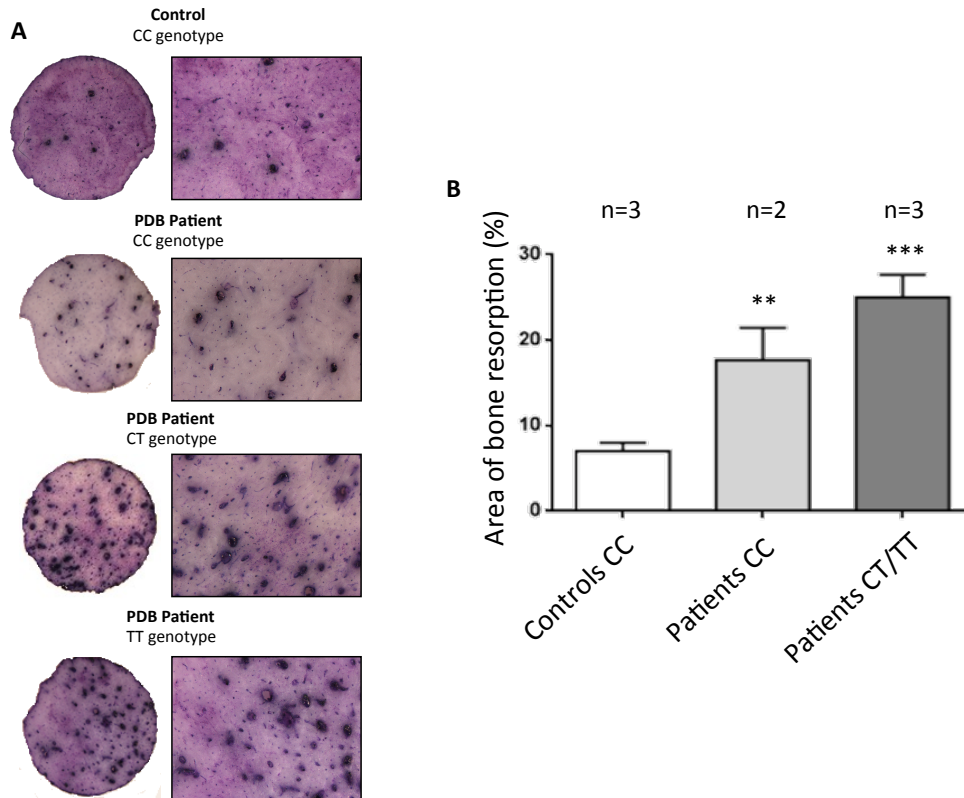 A
Control
CC genotype
PDB Patient
CC genotype
PDB Patient
CT genotype
PDB Patient
TT genotype
B
n=3
n=2
n=3
Area of bone resorption (%)
30
20
10
0
**
***
Controls CC
Patients CC
Patients CT/TT